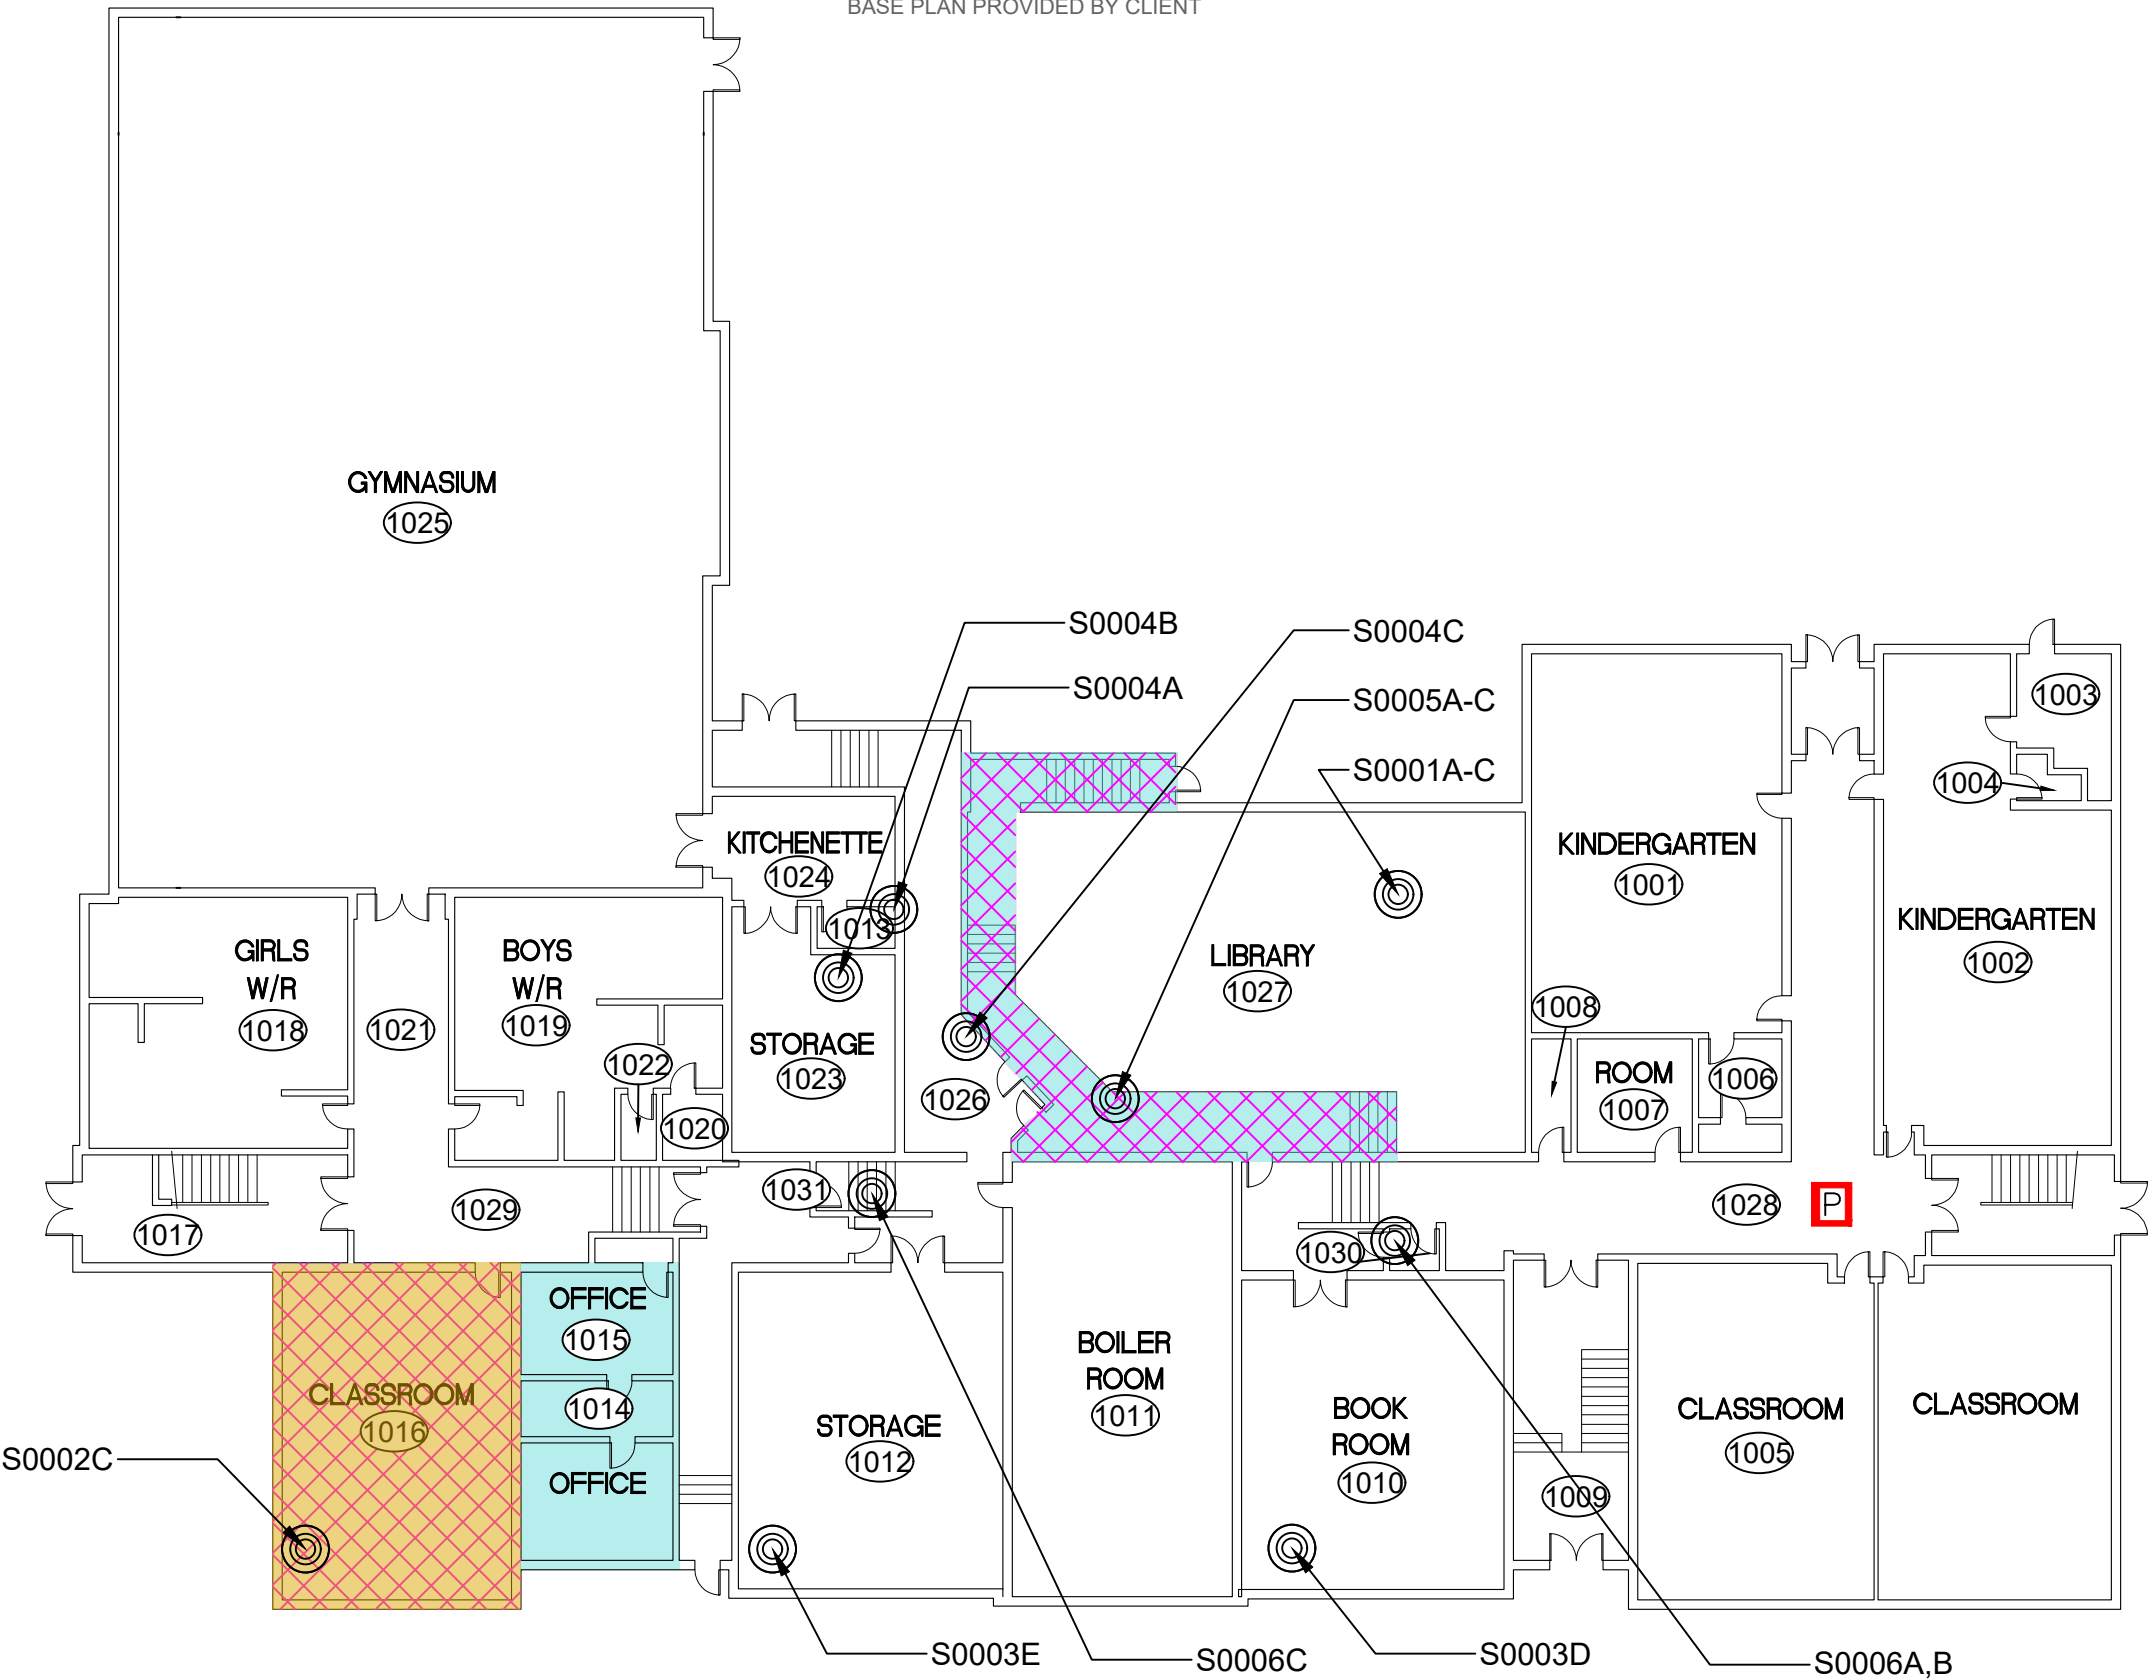 BASE PLAN PROVIDED BY CLIENT
GYMNASIUM
1025
S0004B
S0004C
S0004A
S0005A-C
S0001A-C
1003
1004
KITCHENETTE
1024
KINDERGARTEN
1001
KINDERGARTEN
1002
1013
GIRLS
W/R
1018
1021
BOYS
W/R
1019
LIBRARY
1027
1008
STORAGE
1023
1022
1020
1026
ROOM
1007
1006
1031
1029
1017
1028
P
1030
OFFICE
1015
CLASSROOM
1016
1014
OFFICE
BOILER
ROOM
1011
STORAGE
1012
BOOK
ROOM
1010
CLASSROOM
1005
CLASSROOM
1009
S0002C
S0003E
S0006C
S0003D
S0006A,B